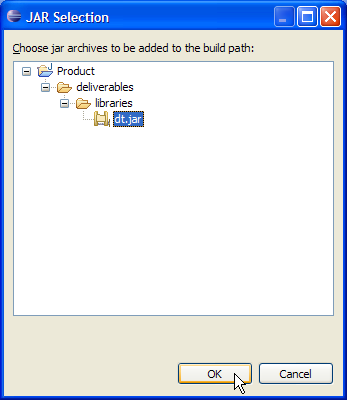 JAR Selection
Choose jar archives to be added to the build path:
Product
deliverables
libraries
dt.jar
OK
Cancel